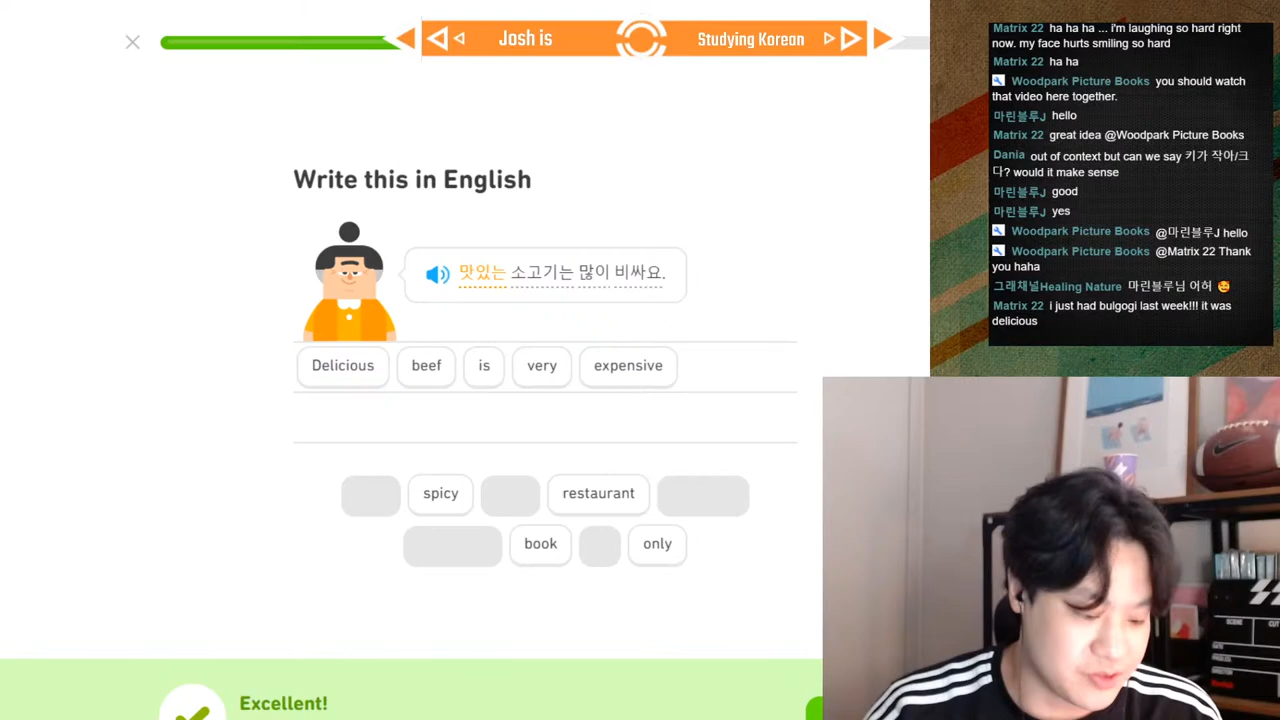 Josh is
Studying Korean
Write this in English
맛있는 소고기는 많이 비싸요.
Delicious
beef
is
very
expensive
spicy
restaurant
book
only
Excellent!
Matrix 22 ha ha ha ... i'm laughing so hard right
now. my face hurts smiling so hard
Matrix 22 ha ha
Woodpark Picture Books you should watch
that video here together.
마린블루J hello
Matrix 22 great idea @Woodpark Picture Books
Dania out of context but can we say 키가 작아/크
다? would it make sense
마린블루J good
마린블루J yes
Woodpark Picture Books @마린블루J hello
Woodpark Picture Books @Matrix 22 Thank
you haha
그래채널Healing Nature 마린블루님 어허 🥰
Matrix 22 i just had bulgogi last week!!! it was
delicious